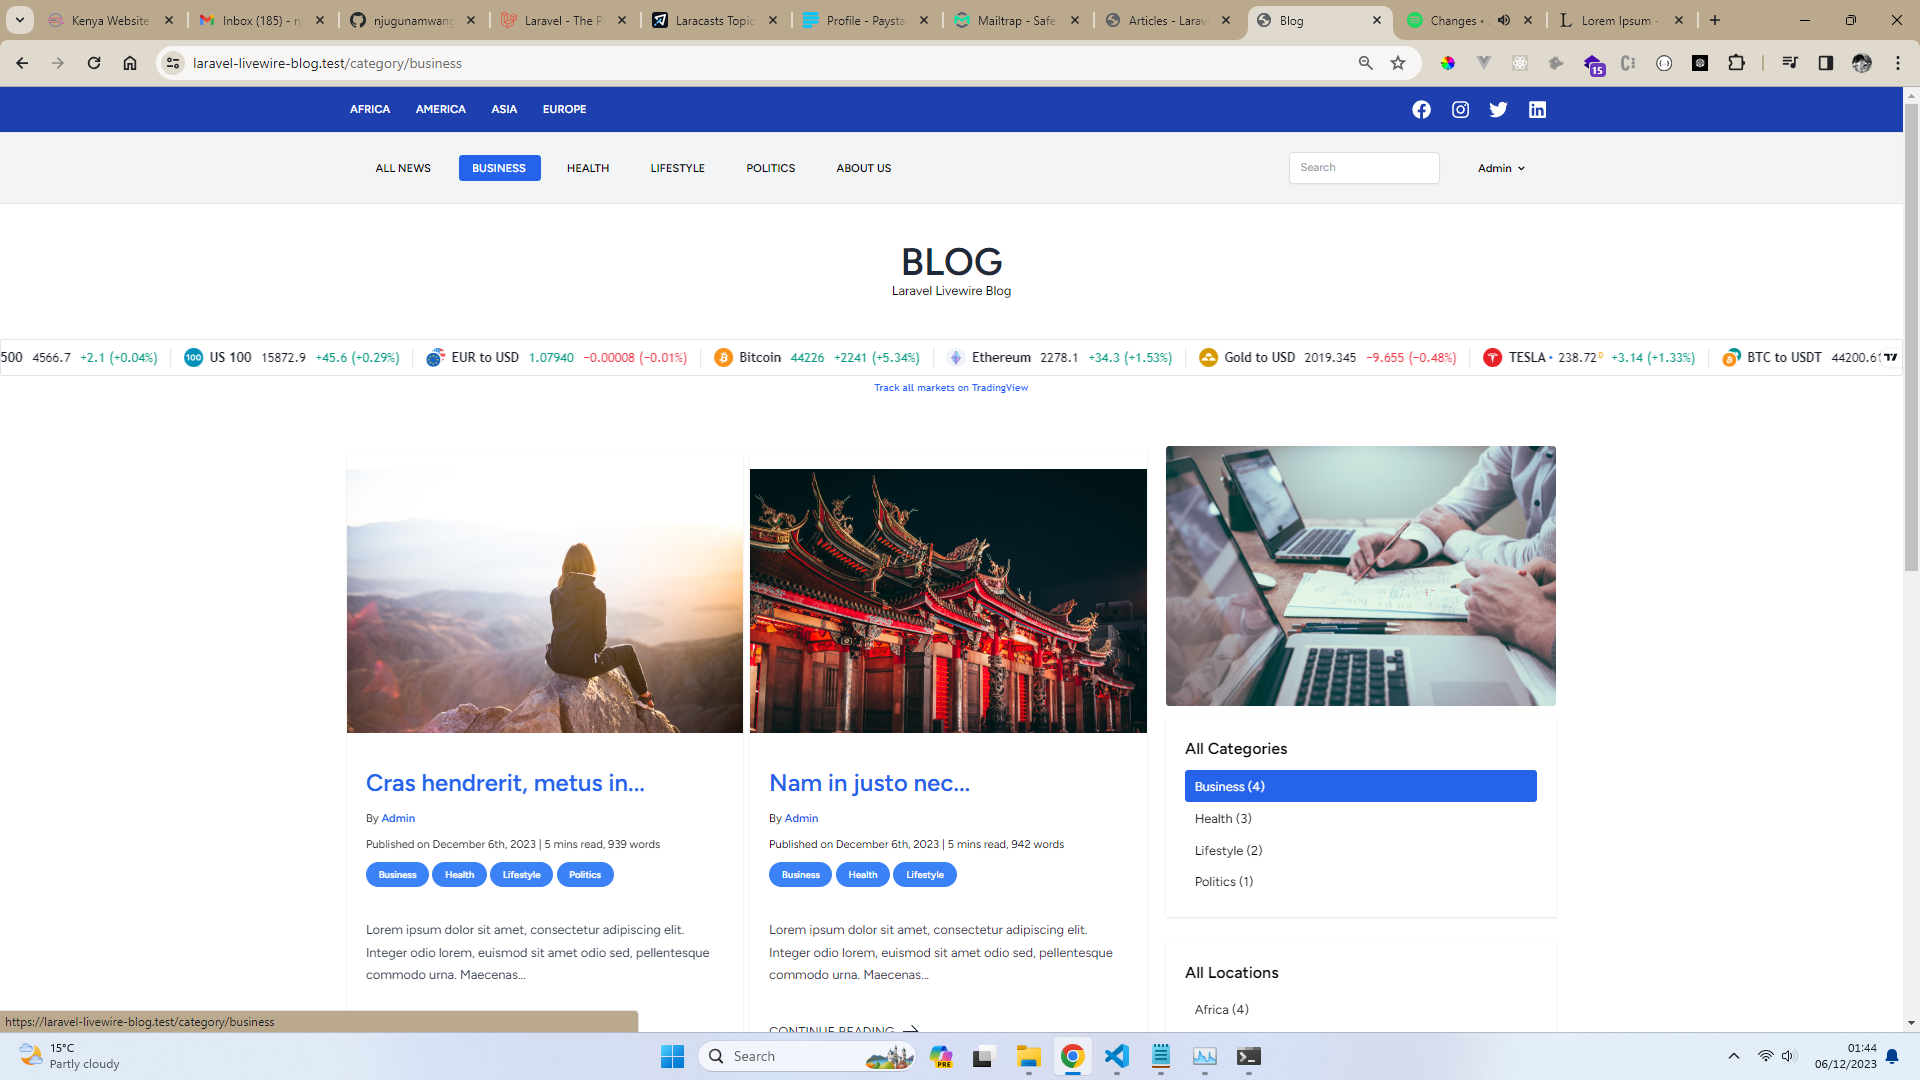 Kenya Website
Inbox (185) - nj
njugunamwang
Laravel - The P
Laracasts Topic
Profile - Paysta
Mailtrap - Safe
Articles - Larav
Blog
Changes •
Lorem Ipsum -
laravel-livewire-blog.test/category/business
15
AFRICA AMERICA ASIA EUROPE
ALL NEWS BUSINESS HEALTH LIFESTYLE POLITICS ABOUT US Search Admin
BLOG
Laravel Livewire Blog
500 4566.7 +2.1 (+0.04%) 100 US 100 15872.9 +45.6 (+0.29%) EUR to USD 1.07940 −0.00008 (−0.01%) Bitcoin 44226 +2241 (+5.34%) Ethereum 2278.1 +34.3 (+1.53%) Gold to USD 2019.345 −9.655 (−0.48%) TESLA • 238.72 D +3.14 (+1.33%) BTC to USDT 44200.61
Track all markets on TradingView
Cras hendrerit, metus in...
By Admin
Published on December 6th, 2023 | 5 mins read, 939 words
Business Health Lifestyle Politics
Lorem ipsum dolor sit amet, consectetur adipiscing elit.
Integer odio lorem, euismod sit amet odio sed, pellentesque
commodo urna. Maecenas...
Nam in justo nec...
By Admin
Published on December 6th, 2023 | 5 mins read, 942 words
Business Health Lifestyle
Lorem ipsum dolor sit amet, consectetur adipiscing elit.
Integer odio lorem, euismod sit amet odio sed, pellentesque
commodo urna. Maecenas...
CONTINUE READING
All Categories
Business (4)
Health (3)
Lifestyle (2)
Politics (1)
All Locations
Africa (4)
https://laravel-livewire-blog.test/category/business
15°C
Partly cloudy
Search
PRE
01:44
06/12/2023